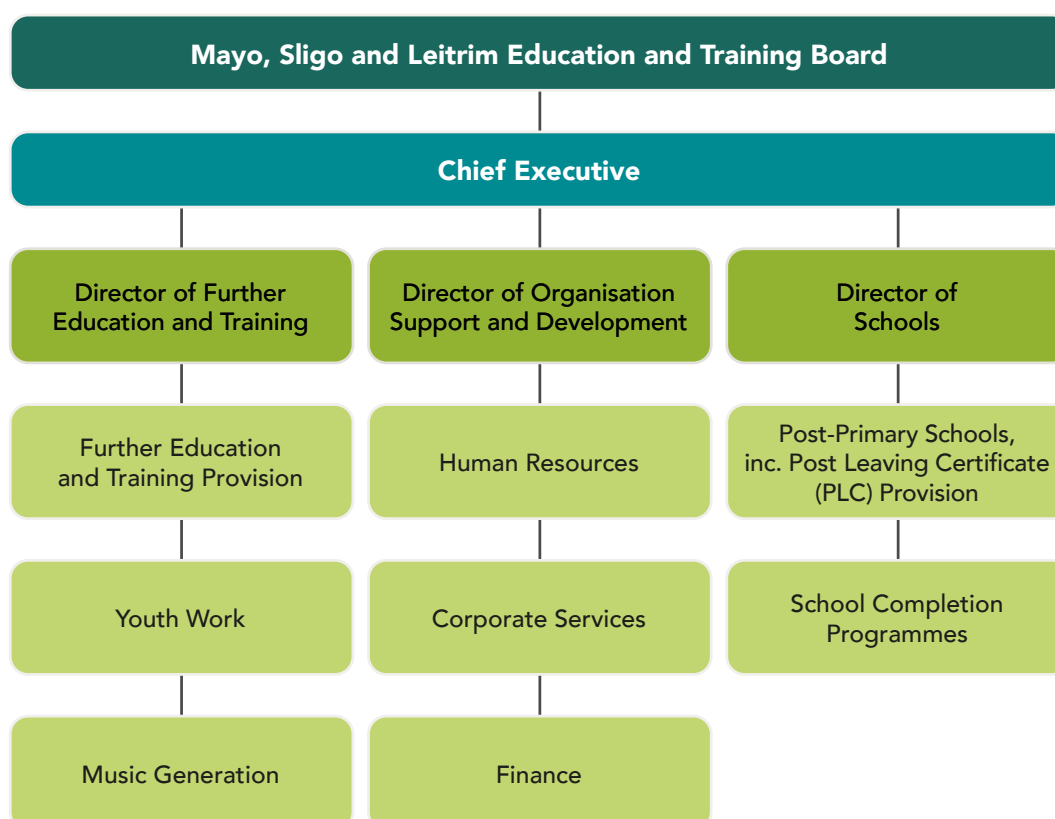 Mayo, Sligo and Leitrim Education and Training Board
Chief Executive
Director of Further
Education and Training
Director of Organisation
Support and Development
Director of
Schools
Further Education
and Training Provision
Human Resources
Post-Primary Schools,
inc. Post Leaving Certificate
(PLC) Provision
Youth Work
Corporate Services
School Completion
Programmes
Music Generation
Finance